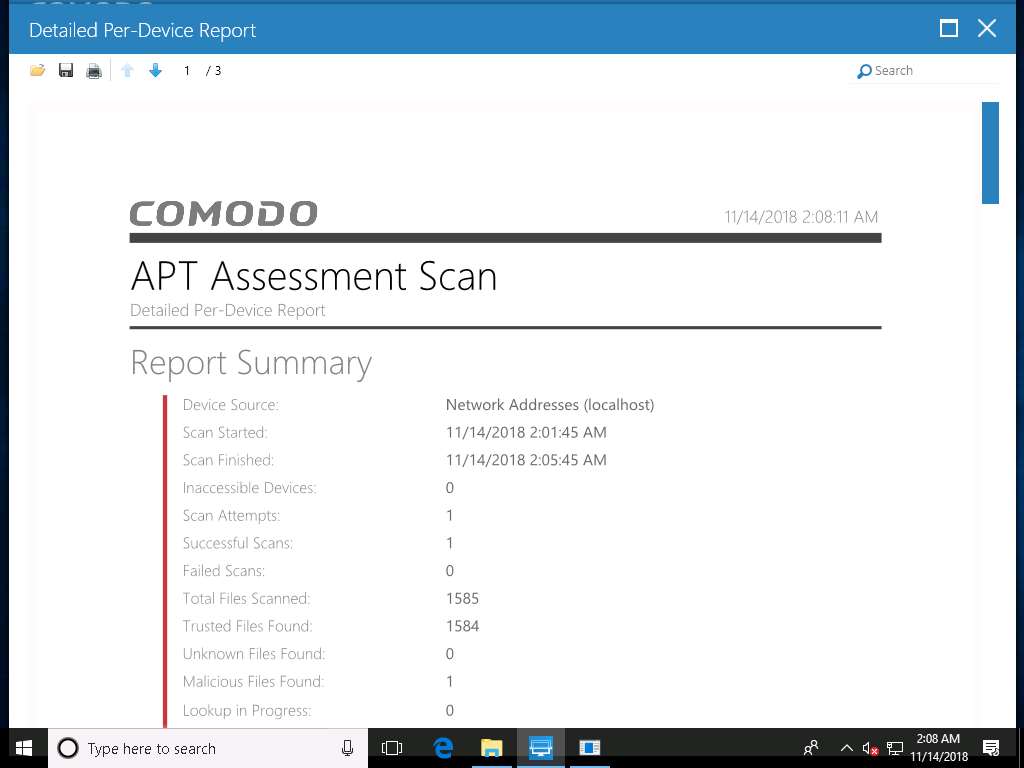 Detailed Per-Device Report
1 / 3 Search
COMODO 11/14/2018 2:08:11 AM
APT Assessment Scan
Detailed Per-Device Report
Report Summary
Device Source: Network Addresses (localhost)
Scan Started: 11/14/2018 2:01:45 AM
Scan Finished: 11/14/2018 2:05:45 AM
Inaccessible Devices: 0
Scan Attempts: 1
Successful Scans: 1
Failed Scans: 0
Total Files Scanned: 1585
Trusted Files Found: 1584
Unknown Files Found: 0
Malicious Files Found: 1
Lookup in Progress: 0
Type here to search
2:08 AM
11/14/2018